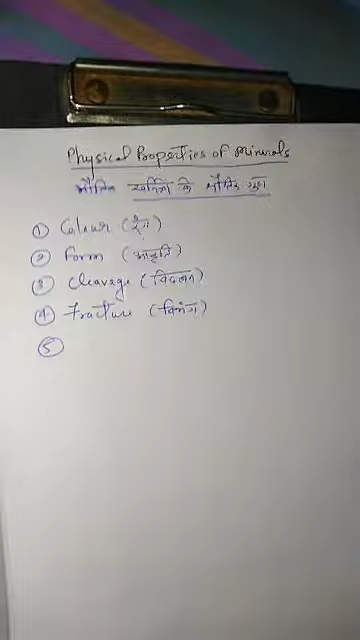 Physical Properties of Minerals
भौतिक खनिजों के भौतिक गुण
① Colour (रंग)
② Form (आकृति)
③ Cleavage (विदलन)
④ Fracture (विभंग)
⑤